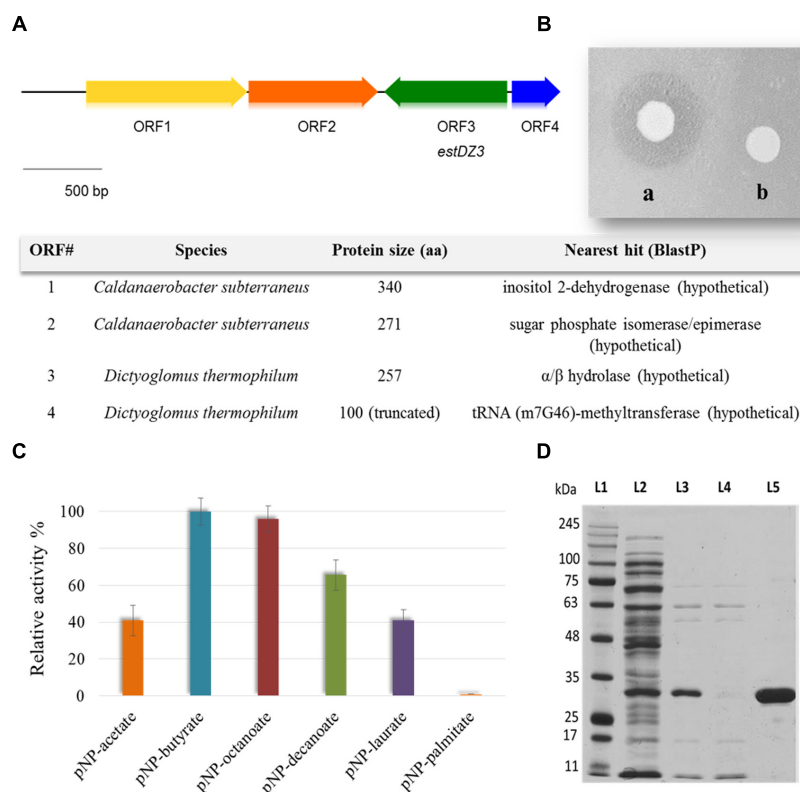 A
B
ORF1 ORF2 ORF3 ORF4
estDZ3
500 bp
a b
ORF# Species Protein size (aa) Nearest hit (BlastP)
1 Caldanaerobacter subterraneus 340 inositol 2-dehydrogenase (hypothetical)
2 Caldanaerobacter subterraneus 271 sugar phosphate isomerase/epimerase
(hypothetical)
3 Dictyoglomus thermophilum 257 α/β hydrolase (hypothetical)
4 Dictyoglomus thermophilum 100 (truncated) tRNA (m7G46)-methyltransferase (hypothetical)
C
Relative activity %
100
80
60
40
20
0
pNP-acetate
pNP-butyrate
pNP-octanoate
pNP-decanoate
pNP-laurate
pNP-palmitate
D
kDa L1 L2 L3 L4 L5
245
100
75
63
48
35
25
17
11